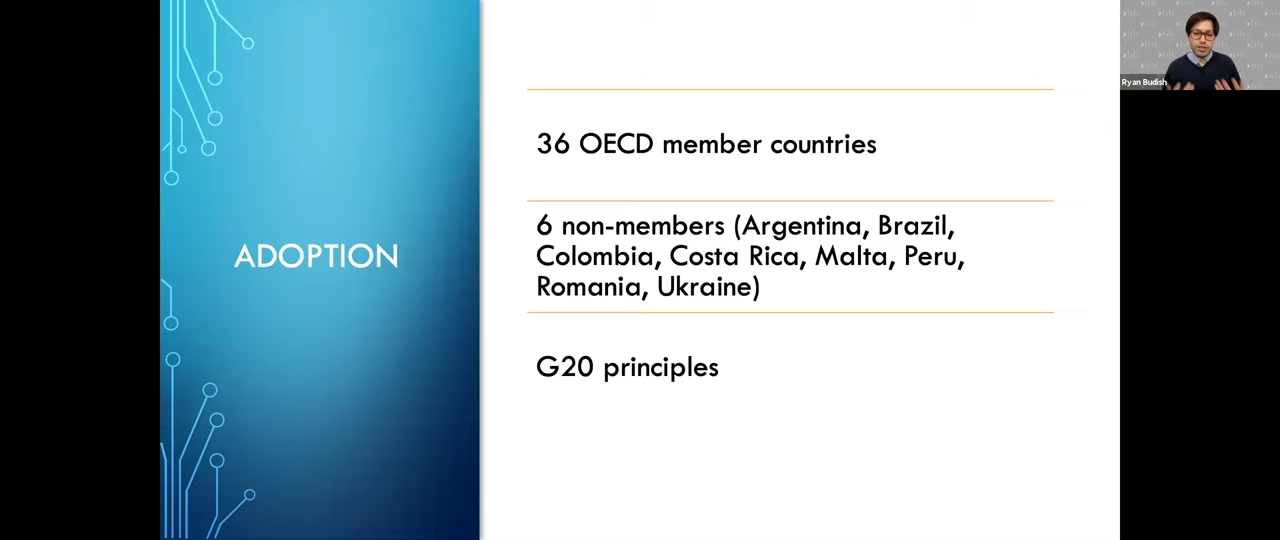 ADOPTION
36 OECD member countries
6 non-members (Argentina, Brazil,
Colombia, Costa Rica, Malta, Peru,
Romania, Ukraine)
G20 principles
Ryan Budish